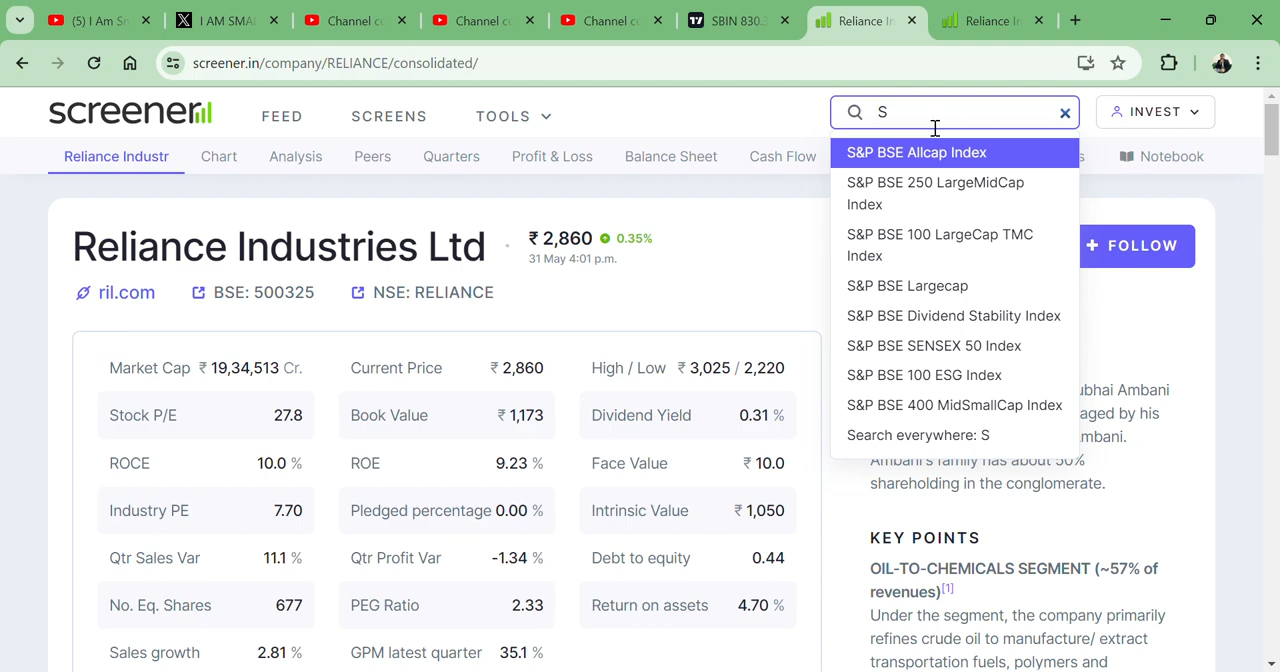 (5) I Am Sm
I AM SMA
Channel co
Channel co
Channel co
SBIN 830.
Reliance In
Reliance In
screener.in/company/RELIANCE/consolidated/
screener
FEED
SCREENS
TOOLS
S
INVEST
Reliance Industr
Chart
Analysis
Peers
Quarters
Profit & Loss
Balance Sheet
Cash Flow
Notebook
S&P BSE Allcap Index
S&P BSE 250 LargeMidCap
Index
S&P BSE 100 LargeCap TMC
Index
S&P BSE Largecap
S&P BSE Dividend Stability Index
S&P BSE SENSEX 50 Index
S&P BSE 100 ESG Index
S&P BSE 400 MidSmallCap Index
Search everywhere: S
Reliance Industries Ltd
₹ 2,860 0.35%
31 May 4:01 p.m.
+ FOLLOW
ril.com
BSE: 500325
NSE: RELIANCE
Market Cap ₹ 19,34,513 Cr.
Current Price ₹ 2,860
High / Low ₹ 3,025 / 2,220
Stock P/E 27.8
Book Value ₹ 1,173
Dividend Yield 0.31 %
ROCE 10.0 %
ROE 9.23 %
Face Value ₹ 10.0
Industry PE 7.70
Pledged percentage 0.00 %
Intrinsic Value ₹ 1,050
Qtr Sales Var 11.1 %
Qtr Profit Var -1.34 %
Debt to equity 0.44
No. Eq. Shares 677
PEG Ratio 2.33
Return on assets 4.70 %
Sales growth 2.81 %
GPM latest quarter 35.1 %
ubhai Ambani
aged by his
mbani.
Ambani's family has about 50%
shareholding in the conglomerate.
KEY POINTS
OIL-TO-CHEMICALS SEGMENT (~57% of
revenues)[1]
Under the segment, the company primarily
refines crude oil to manufacture/ extract
transportation fuels, polymers and